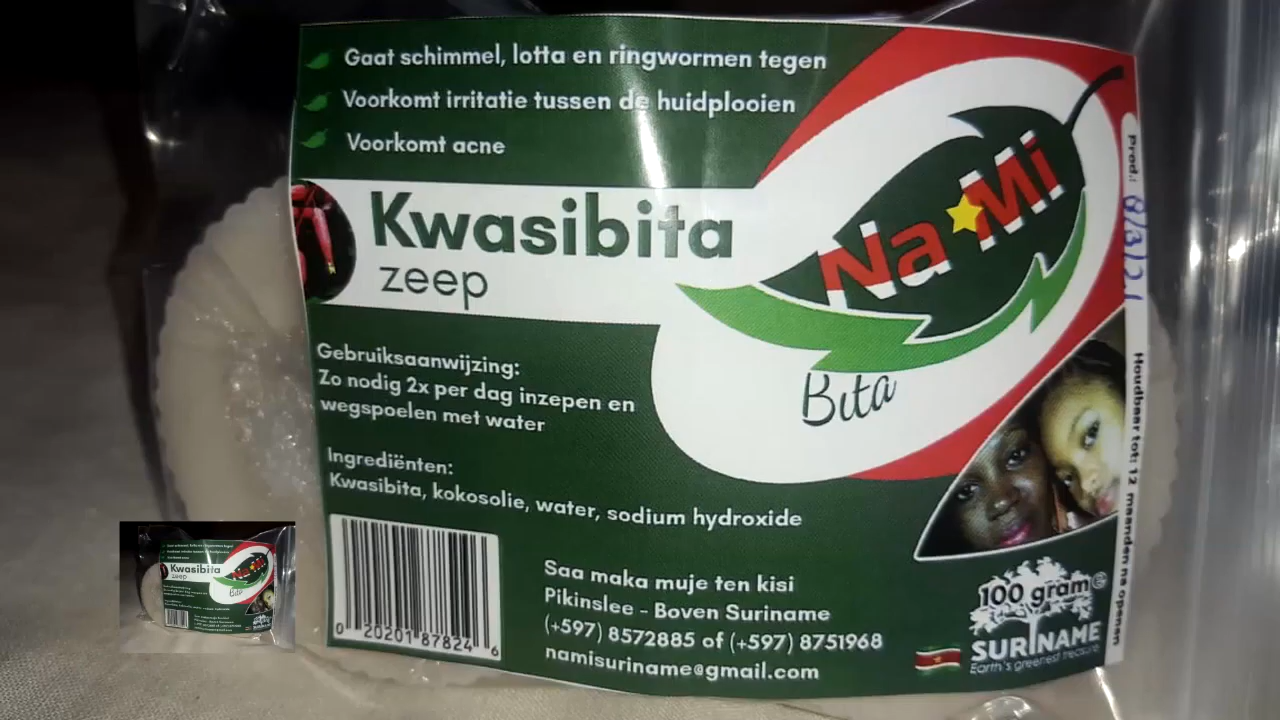 Gaat schimmel, lotta en ringwormen tegen
Voorkomt irritatie tussen de huidplooien
Voorkomt acne
Kwasibita
zeep
Na Mi
Bita
Gebruiksaanwijzing:
Zo nodig 2x per dag inzepen en
wegspoelen met water
Ingrediënten:
Kwasibita, kokosolie, water, sodium hydroxide
0 20201 87824 6
Saa maka muje ten kisi
Pikinslee - Boven Suriname
(+597) 8572885 of (+597) 8751968
namisuriname@gmail.com
100 gram e
SURINAME
Earth's greenest treasure
Prod.: 8/3/21
Houdbaar tot: 12 maanden na openen